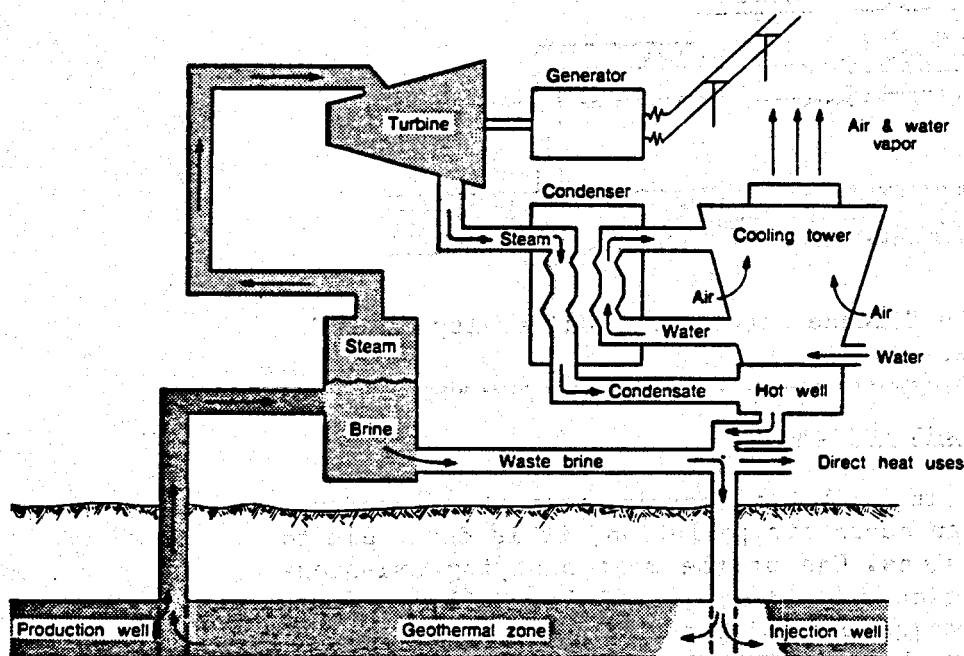 Generator
Turbine
Air & water
vapor
Condenser
Steam
Cooling tower
Air
Air
Steam
Water
Water
Condensate
Hot well
Brine
Waste brine
Direct heat uses
Production well
Geothermal zone
Injection well